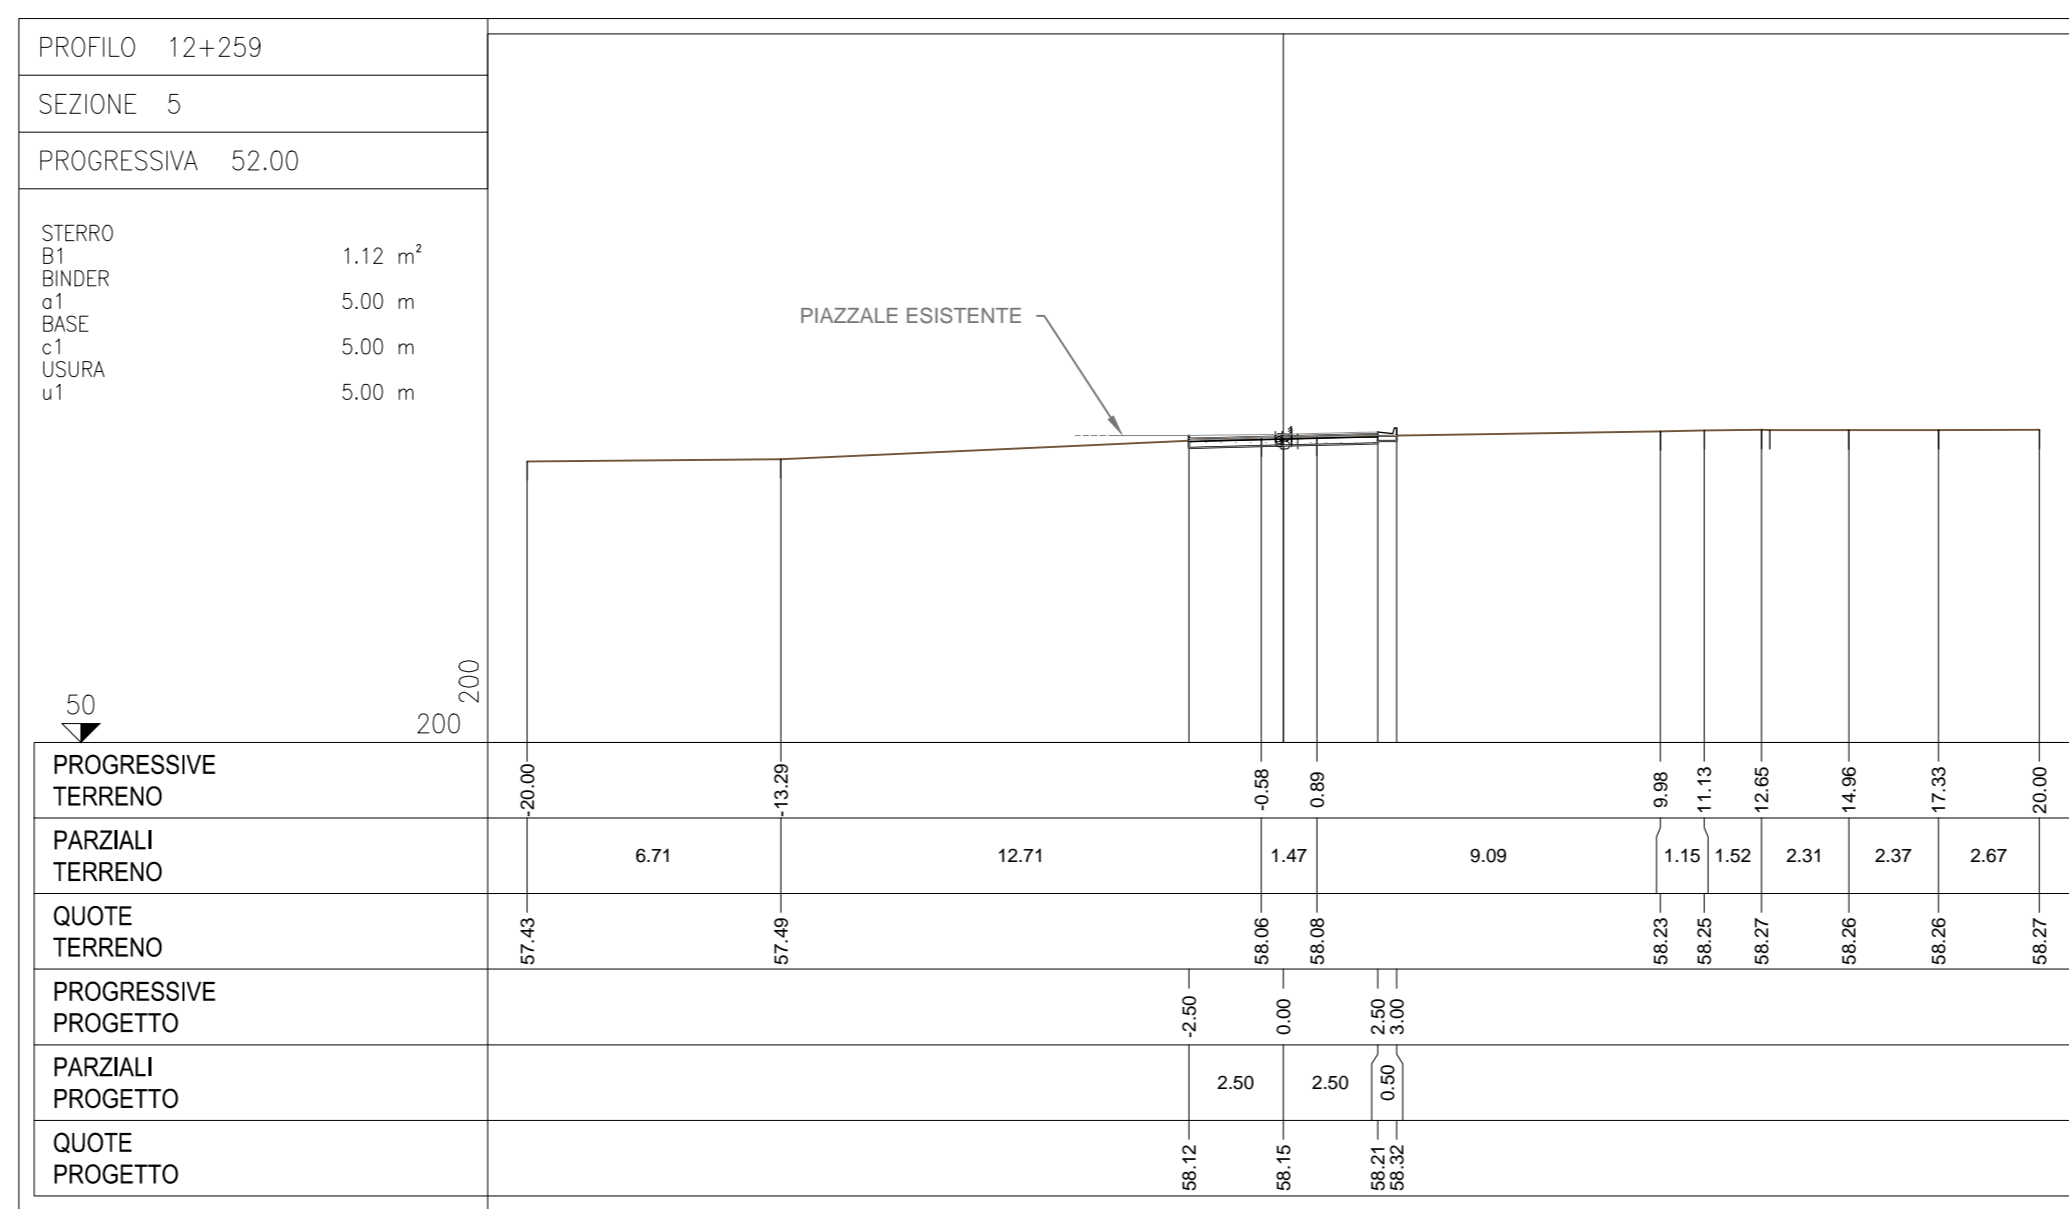 PROFILO 12+259
SEZIONE 5
PROGRESSIVA 52.00
STERRO
B1 1.12 m²
BINDER
a1 5.00 m
BASE
c1 5.00 m
USURA
u1 5.00 m
PIAZZALE ESISTENTE
200
50
200
PROGRESSIVE
TERRENO
-20.00 -13.29 -0.58 0.89 9.98 11.13 12.65 14.96 17.33 20.00
PARZIALI
TERRENO
6.71 12.71 1.47 9.09 1.15 1.52 2.31 2.37 2.67
QUOTE
TERRENO
57.43 57.49 58.06 58.08 58.23 58.25 58.27 58.26 58.26 58.27
PROGRESSIVE
PROGETTO
-2.50 0.00 2.50 3.00
PARZIALI
PROGETTO
2.50 2.50 0.50
QUOTE
PROGETTO
58.12 58.15 58.21 58.32